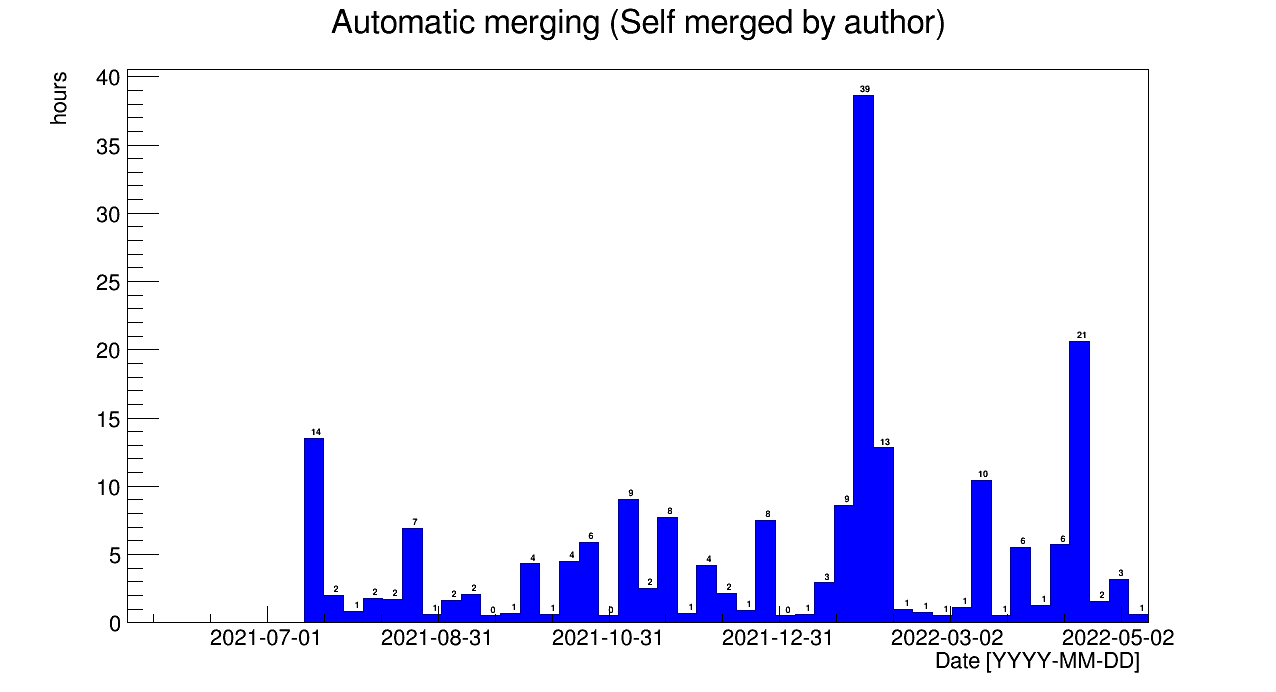 Automatic merging (Self merged by author)
hours
40
35
30
25
20
15
10
5
0
14 2 1 2 2 7 1 2 2 0 1 4 1 4 6 0 9 2 8 1 4 2 1 8 0 1 3 9 39 13 1 1 1 1 10 1 6 1 6 21 2 3 1
2021-07-01 2021-08-31 2021-10-31 2021-12-31 2022-03-02 2022-05-02
Date [YYYY-MM-DD]